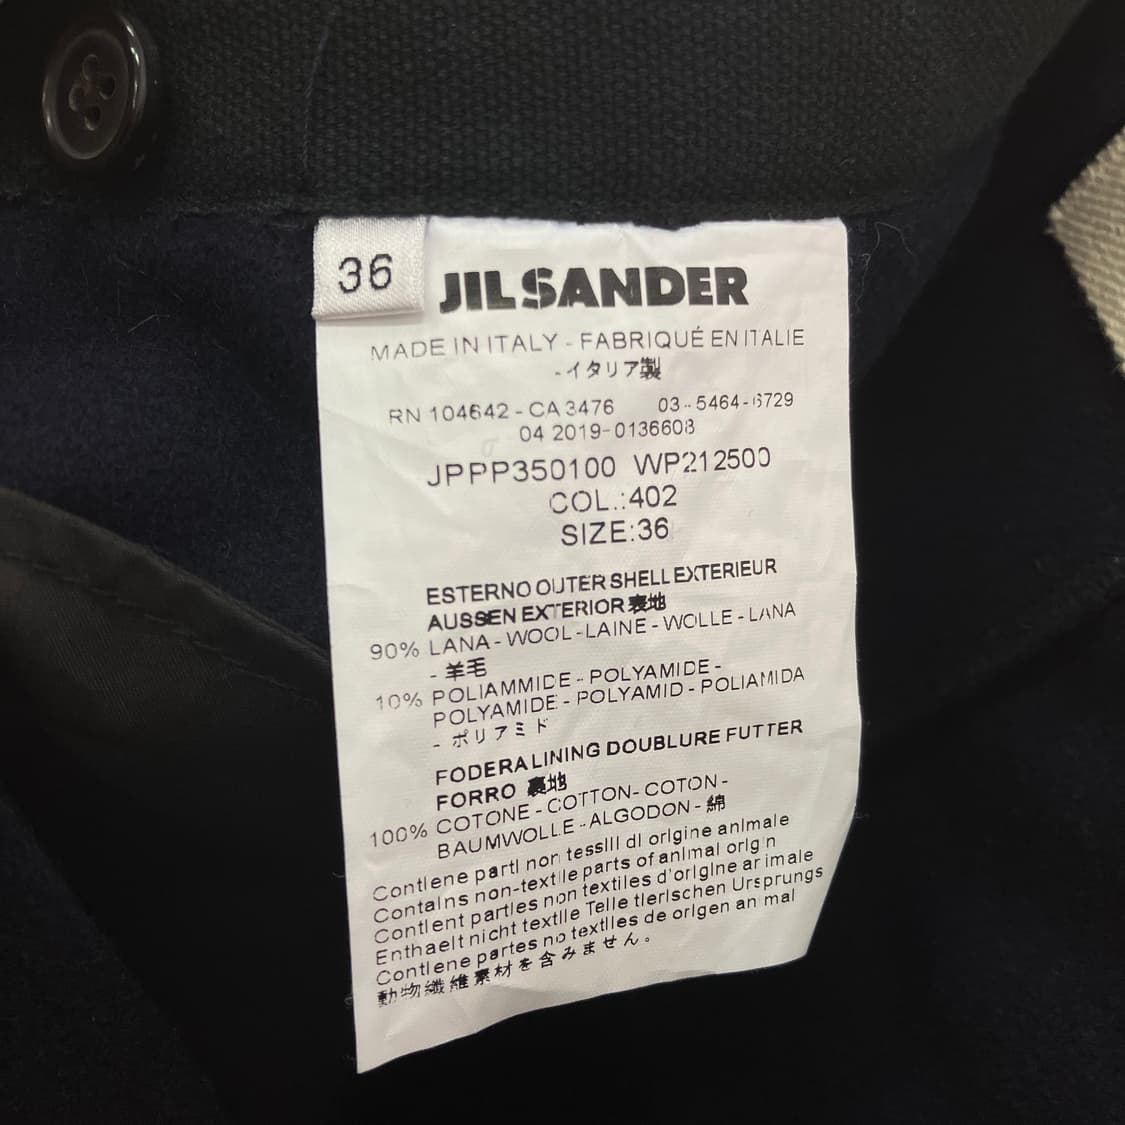 36
JIL SANDER
MADE IN ITALY - FABRIQUÉ EN ITALIE
-イタリア製
RN 104642 - CA 3476 03-5464-6729
04 2019-0136608
JPPP350100 WP212500
COL.:402
SIZE:36
ESTERNO OUTER SHELL EXTERIEUR
AUSSEN EXTERIOR 表地
90% LANA - WOOL - LAINE - WOLLE - LANA
- 羊毛
10% POLIAMMIDE - POLYAMIDE -
POLYAMIDE - POLYAMID - POLIAMIDA
- ポリアミド
FODERA LINING DOUBLURE FUTTER
FORRO 裏地
100% COTONE - COTTON - COTON -
BAUMWOLLE - ALGODON - 綿
Contiene parti non tessili di origine animale
Contains non-textile parts of animal origin
Contient parties non textiles d'origine animale
Enthaelt nicht textile Teile tierischen Ursprungs
Contiene partes no textiles de origen animal
動物繊維素材を含みません。